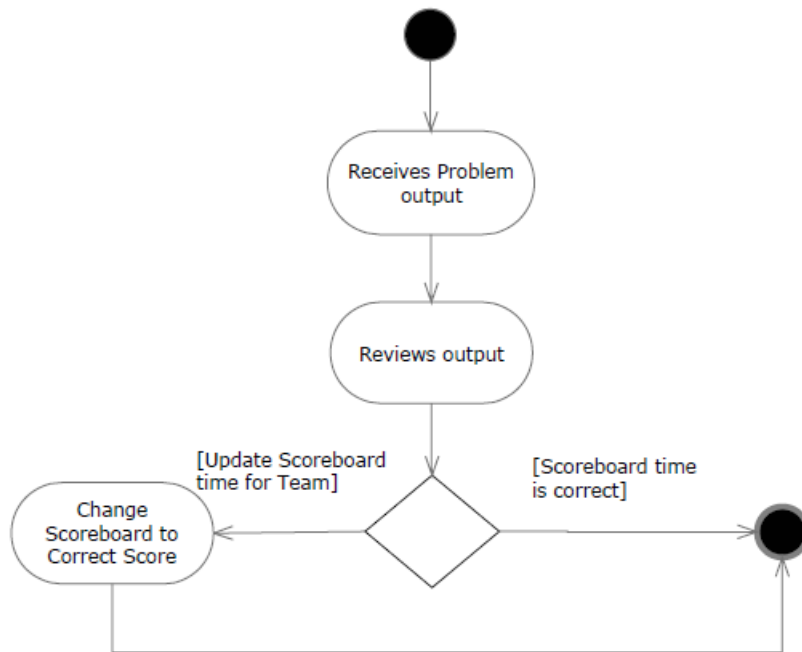 Receives Problem
output
Reviews output
[Update Scoreboard
time for Team]
[Scoreboard time
is correct]
Change
Scoreboard to
Correct Score